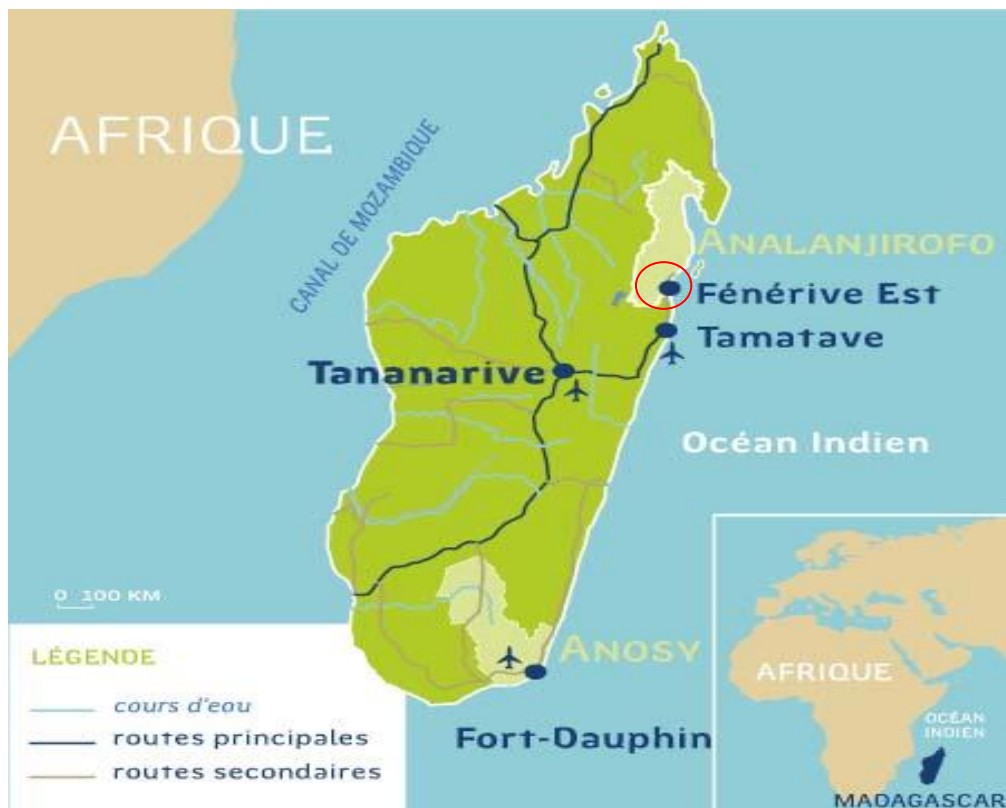 AFRIQUE
CANAL DE MOZAMBIQUE
ANALANJIROFO
Fénérive Est
Tamatave
Tananarive
Océan Indien
0 100 KM
ANOSY
Fort-Dauphin
LÉGENDE
cours d'eau
routes principales
routes secondaires
AFRIQUE
OCÉAN
INDIEN
MADAGASCAR